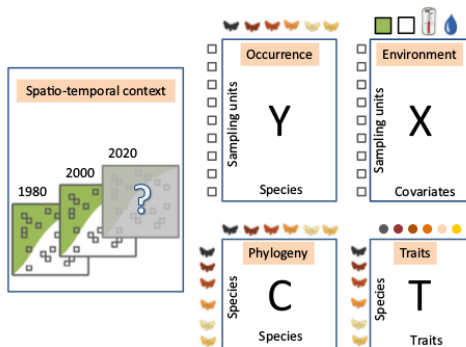 Spatio-temporal context
2020
2000
1980
?
Occurrence
Y
Sampling units
Species
Environment
X
Sampling units
Covariates
Phylogeny
C
Species
Species
Traits
T
Species
Traits